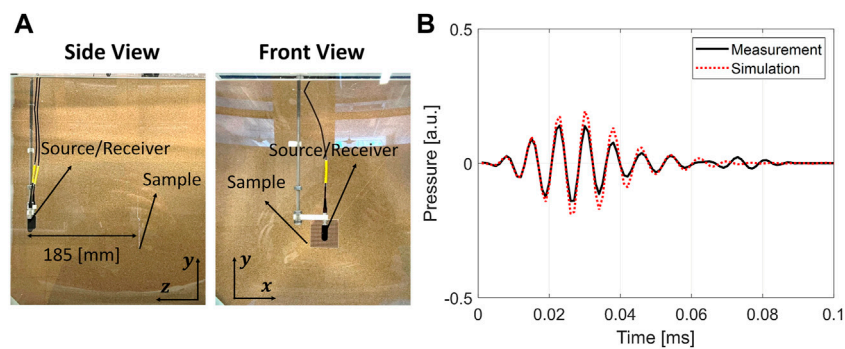 A
Side View
Front View
Source/Receiver
Sample
185 [mm]
y
z
Source/Receiver
Sample
y
x
B
0.5
0
-0.5
Pressure [a.u.]
Measurement
Simulation
0 0.02 0.04 0.06 0.08 0.1
Time [ms]